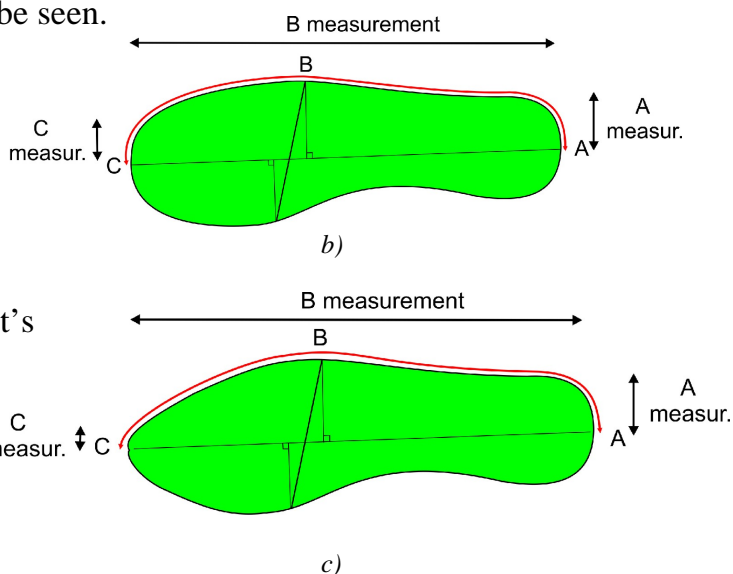 be seen.
B measurement
B
C
measur.
A
measur.
C
A
b)
t's
B measurement
B
C
measur.
A
measur.
C
A
c)